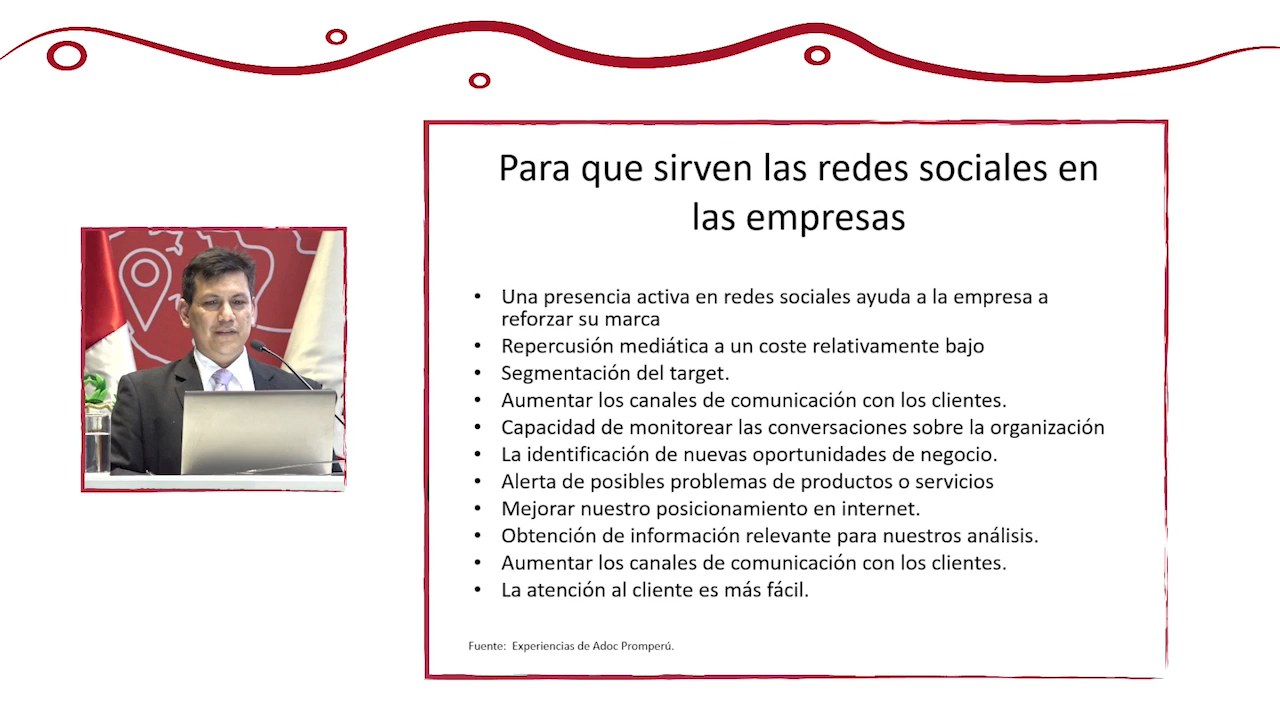 Para que sirven las redes sociales en
las empresas
• Una presencia activa en redes sociales ayuda a la empresa a
reforzar su marca
• Repercusión mediática a un coste relativamente bajo
• Segmentación del target.
• Aumentar los canales de comunicación con los clientes.
• Capacidad de monitorear las conversaciones sobre la organización
• La identificación de nuevas oportunidades de negocio.
• Alerta de posibles problemas de productos o servicios
• Mejorar nuestro posicionamiento en internet.
• Obtención de información relevante para nuestros análisis.
• Aumentar los canales de comunicación con los clientes.
• La atención al cliente es más fácil.
Fuente: Experiencias de Adoc Promperú.